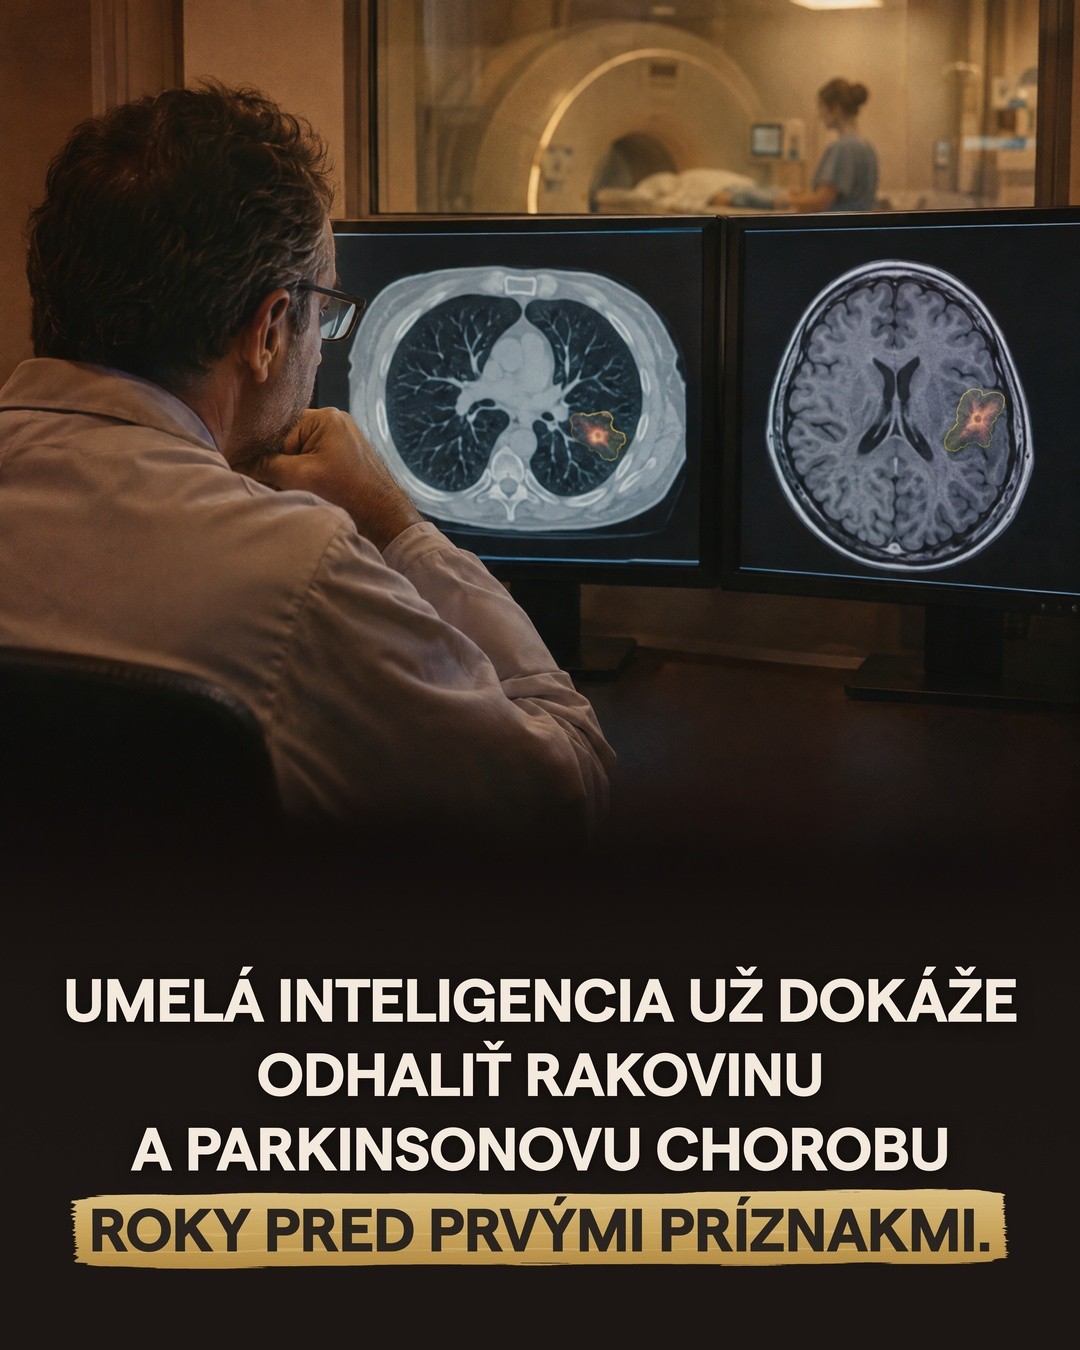 UMELÁ INTELIGENCIA UŽ DOKÁŽE
ODHALIŤ RAKOVINU
A PARKINSONOVU CHOROBU
ROKY PRED PRVÝMI PRÍZNAKMI.